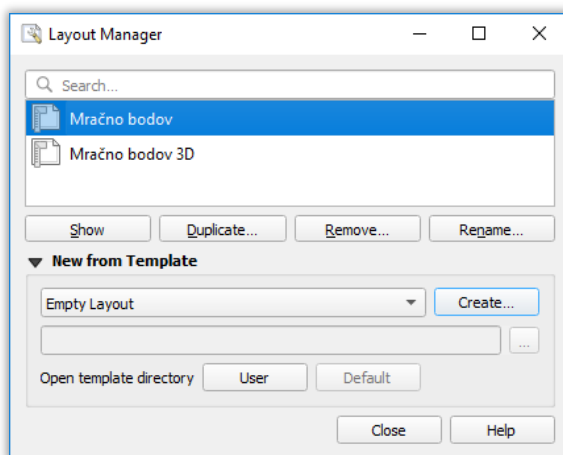 Layout Manager
Search...
Mračno bodov
Mračno bodov 3D
Show Duplicate... Remove... Rename...
New from Template
Empty Layout Create...
...
Open template directory User Default
Close Help